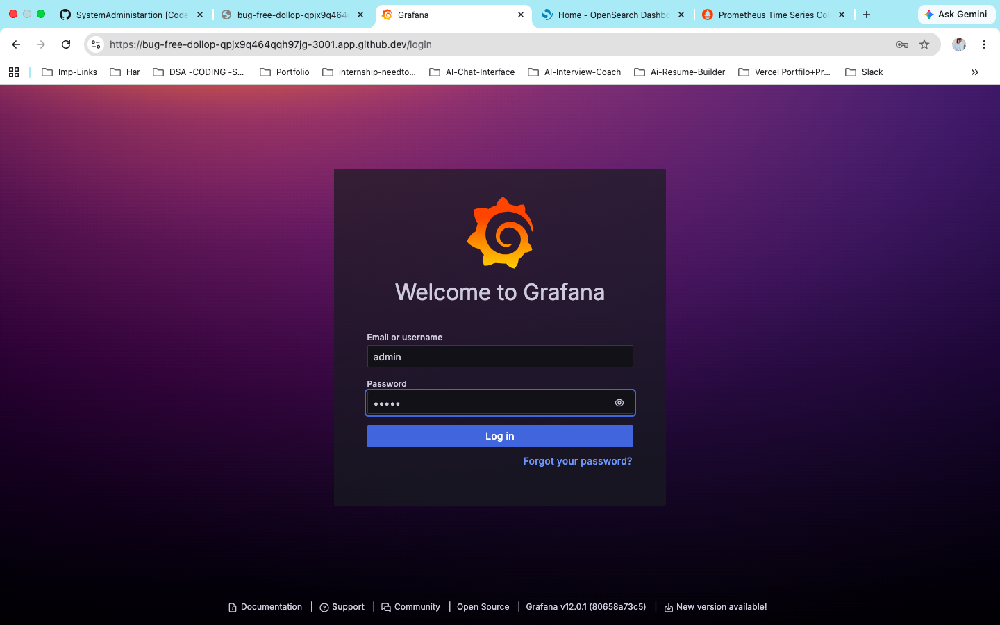 SystemAdministartion [Code
bug-free-dollop-qpjx9q464
Grafana
Home - OpenSearch Dashbo
Prometheus Time Series Col
Ask Gemini
https://bug-free-dollop-qpjx9q464qqh97jg-3001.app.github.dev/login
Imp-Links
Har
DSA -CODING -S...
Portfolio
internship-needto...
AI-Chat-Interface
AI-Interview-Coach
Ai-Resume-Builder
Vercel Portfilo+Pr...
Slack
Welcome to Grafana
Email or username
admin
Password
•••••
Log in
Forgot your password?
Documentation | Support | Community | Open Source | Grafana v12.0.1 (80658a73c5) | New version available!